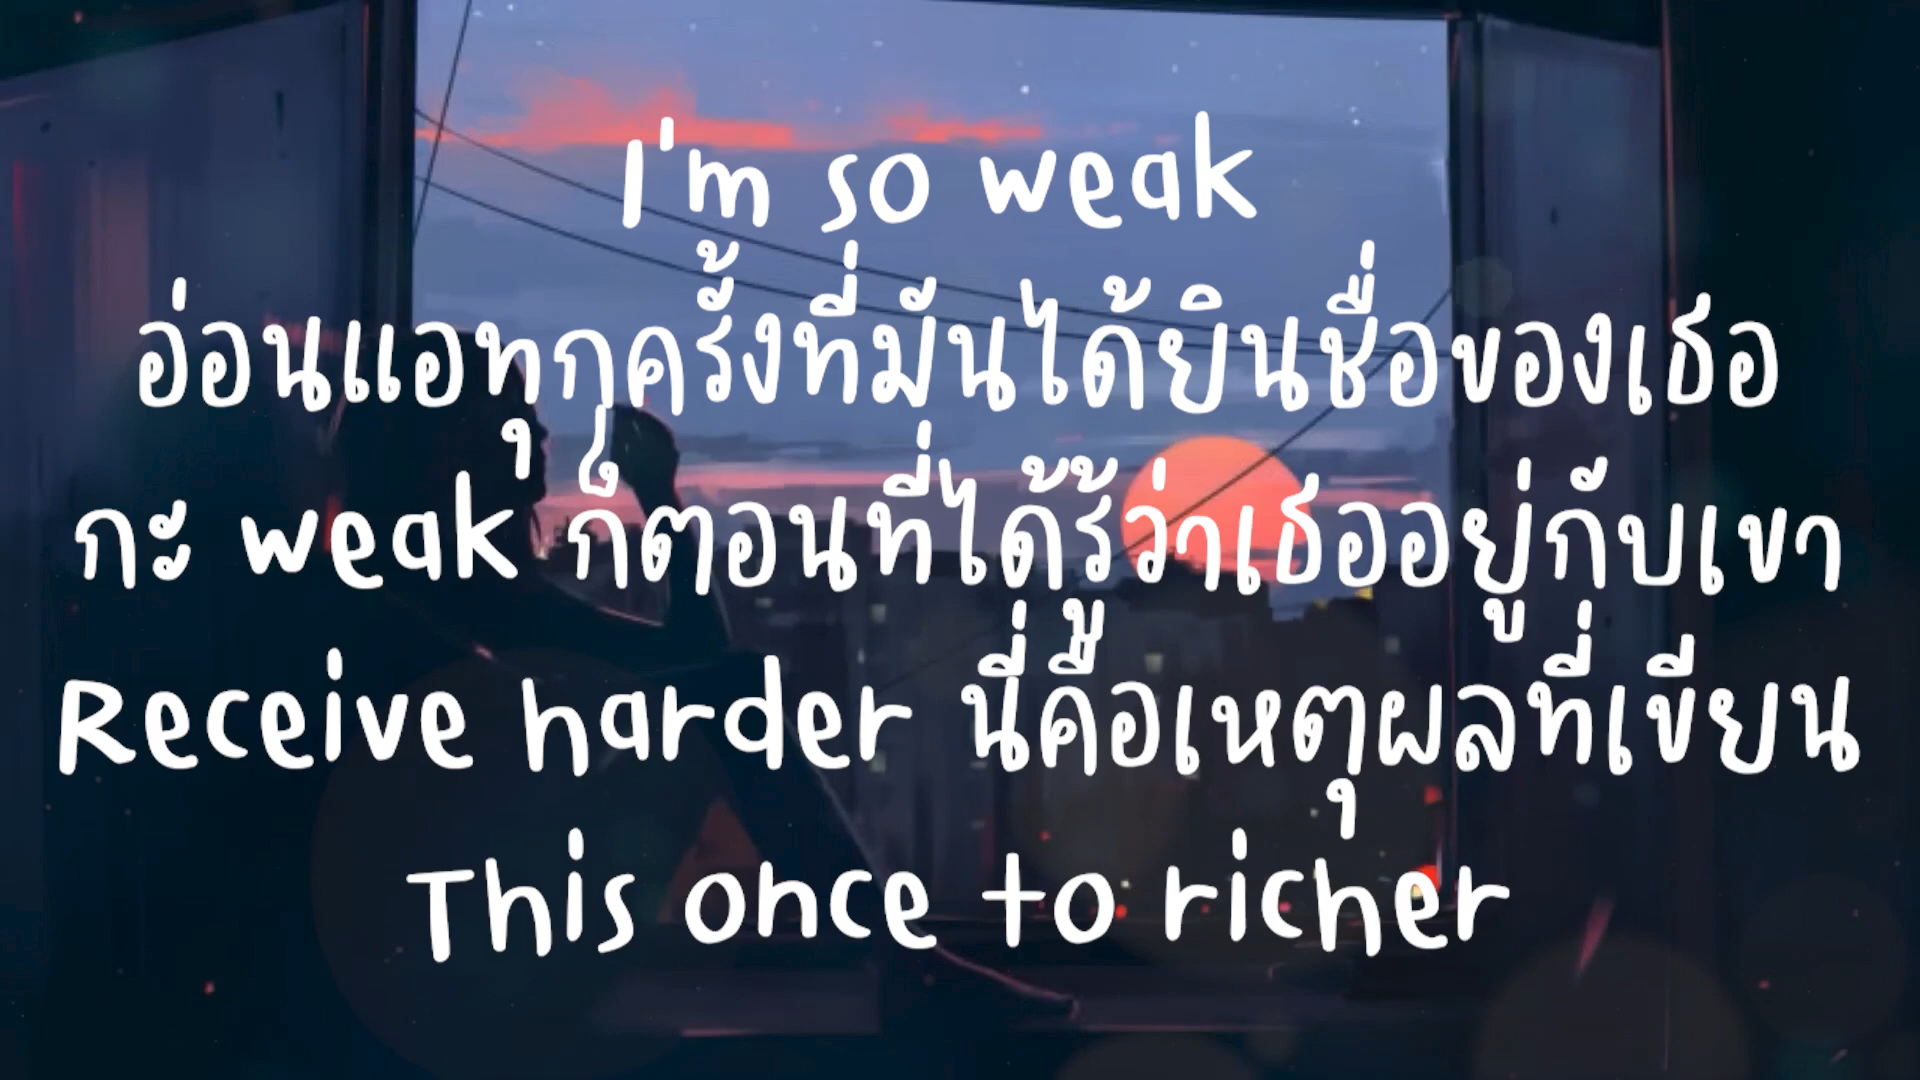 I'm so weak
อ่อนแอทุกครั้งที่มันได้ยินชื่อของเธอ
กะ weak ก็ตอนที่ได้รู้ว่าเธออยู่กับเขา
Receive harder นี่คือเหตุผลที่เขียน
This once to richer